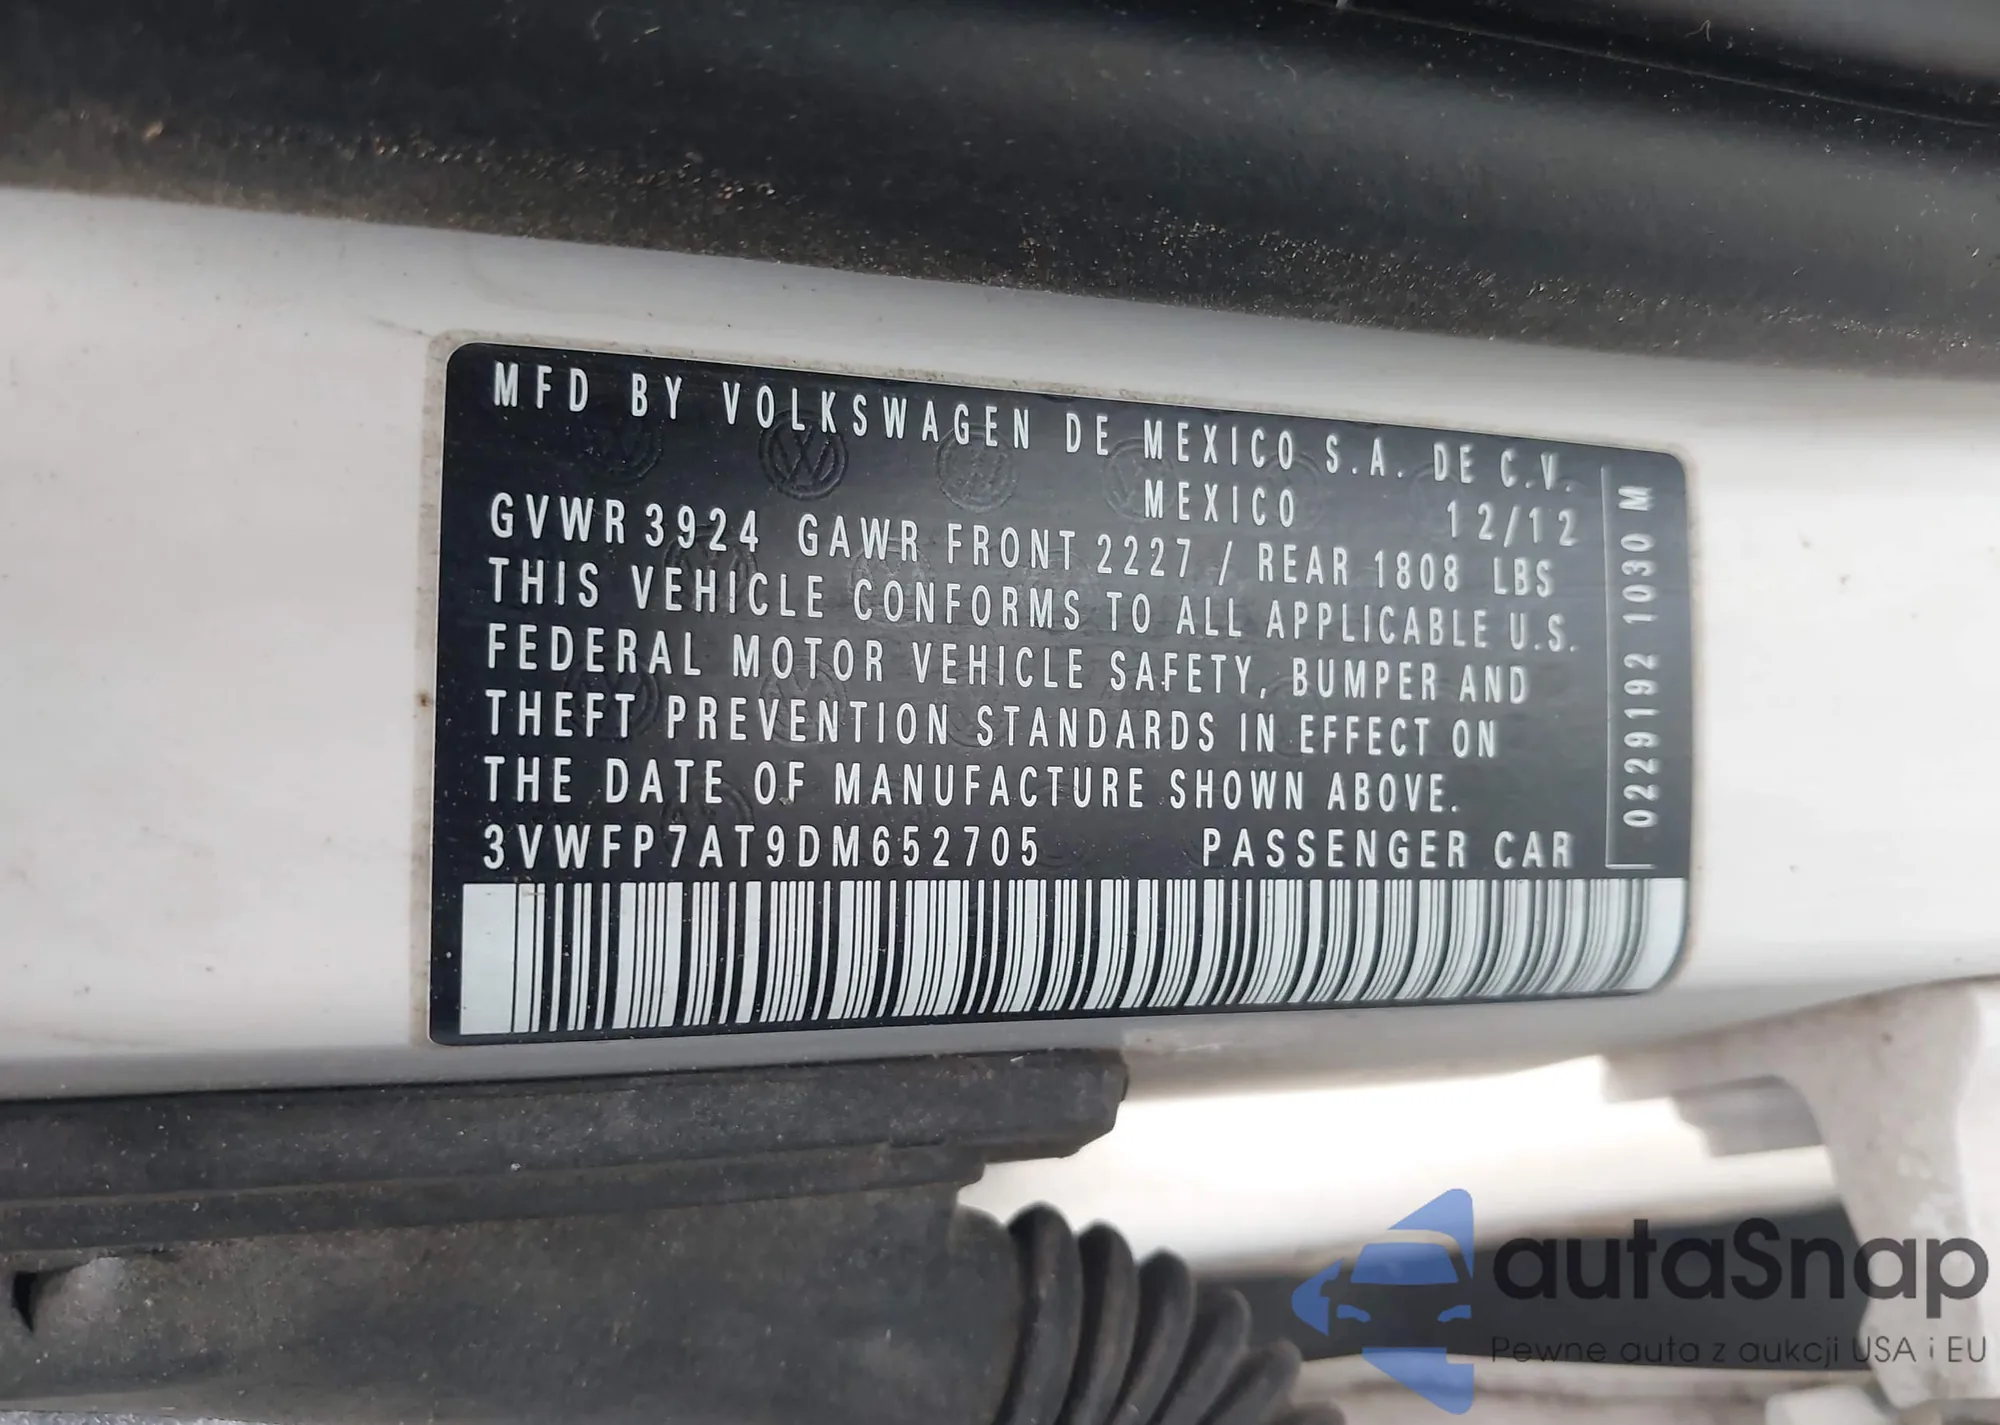 MFD BY VOLKSWAGEN DE MEXICO S.A. DE C.V.
MEXICO 12/12
GVWR 3924 GAWR FRONT 2227 / REAR 1808 LBS
THIS VEHICLE CONFORMS TO ALL APPLICABLE U.S.
FEDERAL MOTOR VEHICLE SAFETY, BUMPER AND
THEFT PREVENTION STANDARDS IN EFFECT ON
THE DATE OF MANUFACTURE SHOWN ABOVE.
3VWFP7AT9DM652705 PASSENGER CAR
0229192 1030 M
autaSnap
Pewne auta z aukcji USA i EU